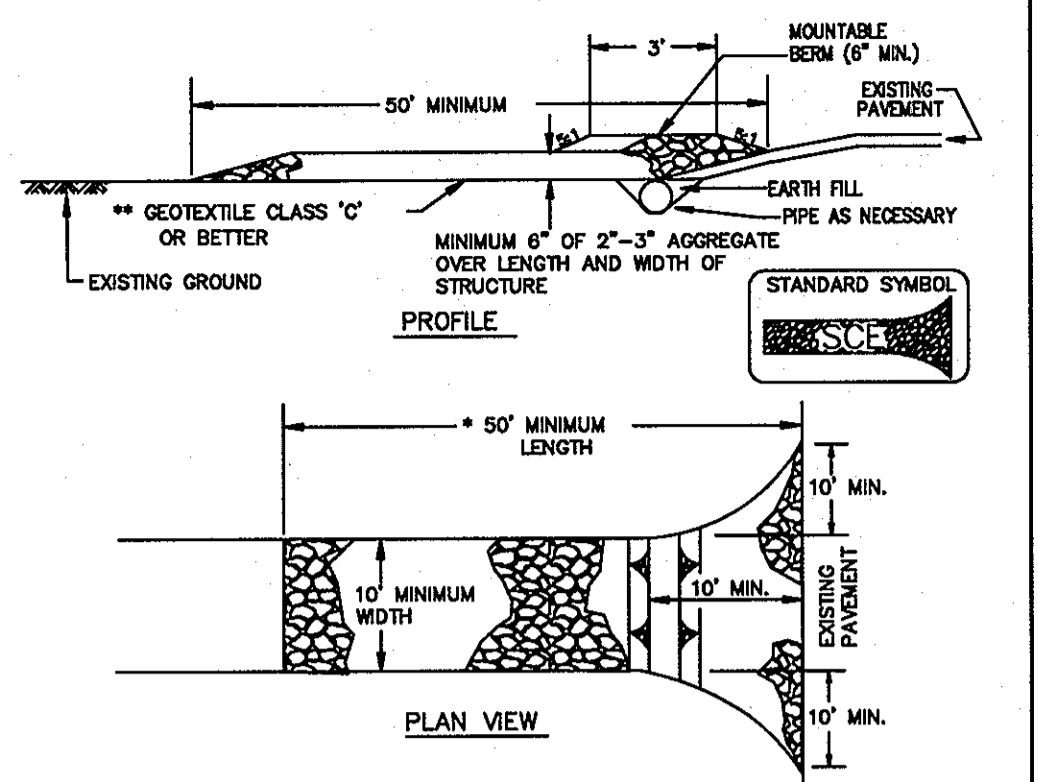 MOUNTABLE
BERM (6" MIN.)
3'
EXISTING
PAVEMENT
50' MINIMUM
5:1
5:1
EARTH FILL
PIPE AS NECESSARY
** GEOTEXTILE CLASS 'C'
OR BETTER
MINIMUM 6" OF 2"-3" AGGREGATE
OVER LENGTH AND WIDTH OF
STRUCTURE
EXISTING GROUND
PROFILE
STANDARD SYMBOL
SCE
* 50' MINIMUM
LENGTH
10' MIN.
10' MINIMUM
WIDTH
10' MIN.
EXISTING
PAVEMENT
10' MIN.
PLAN VIEW